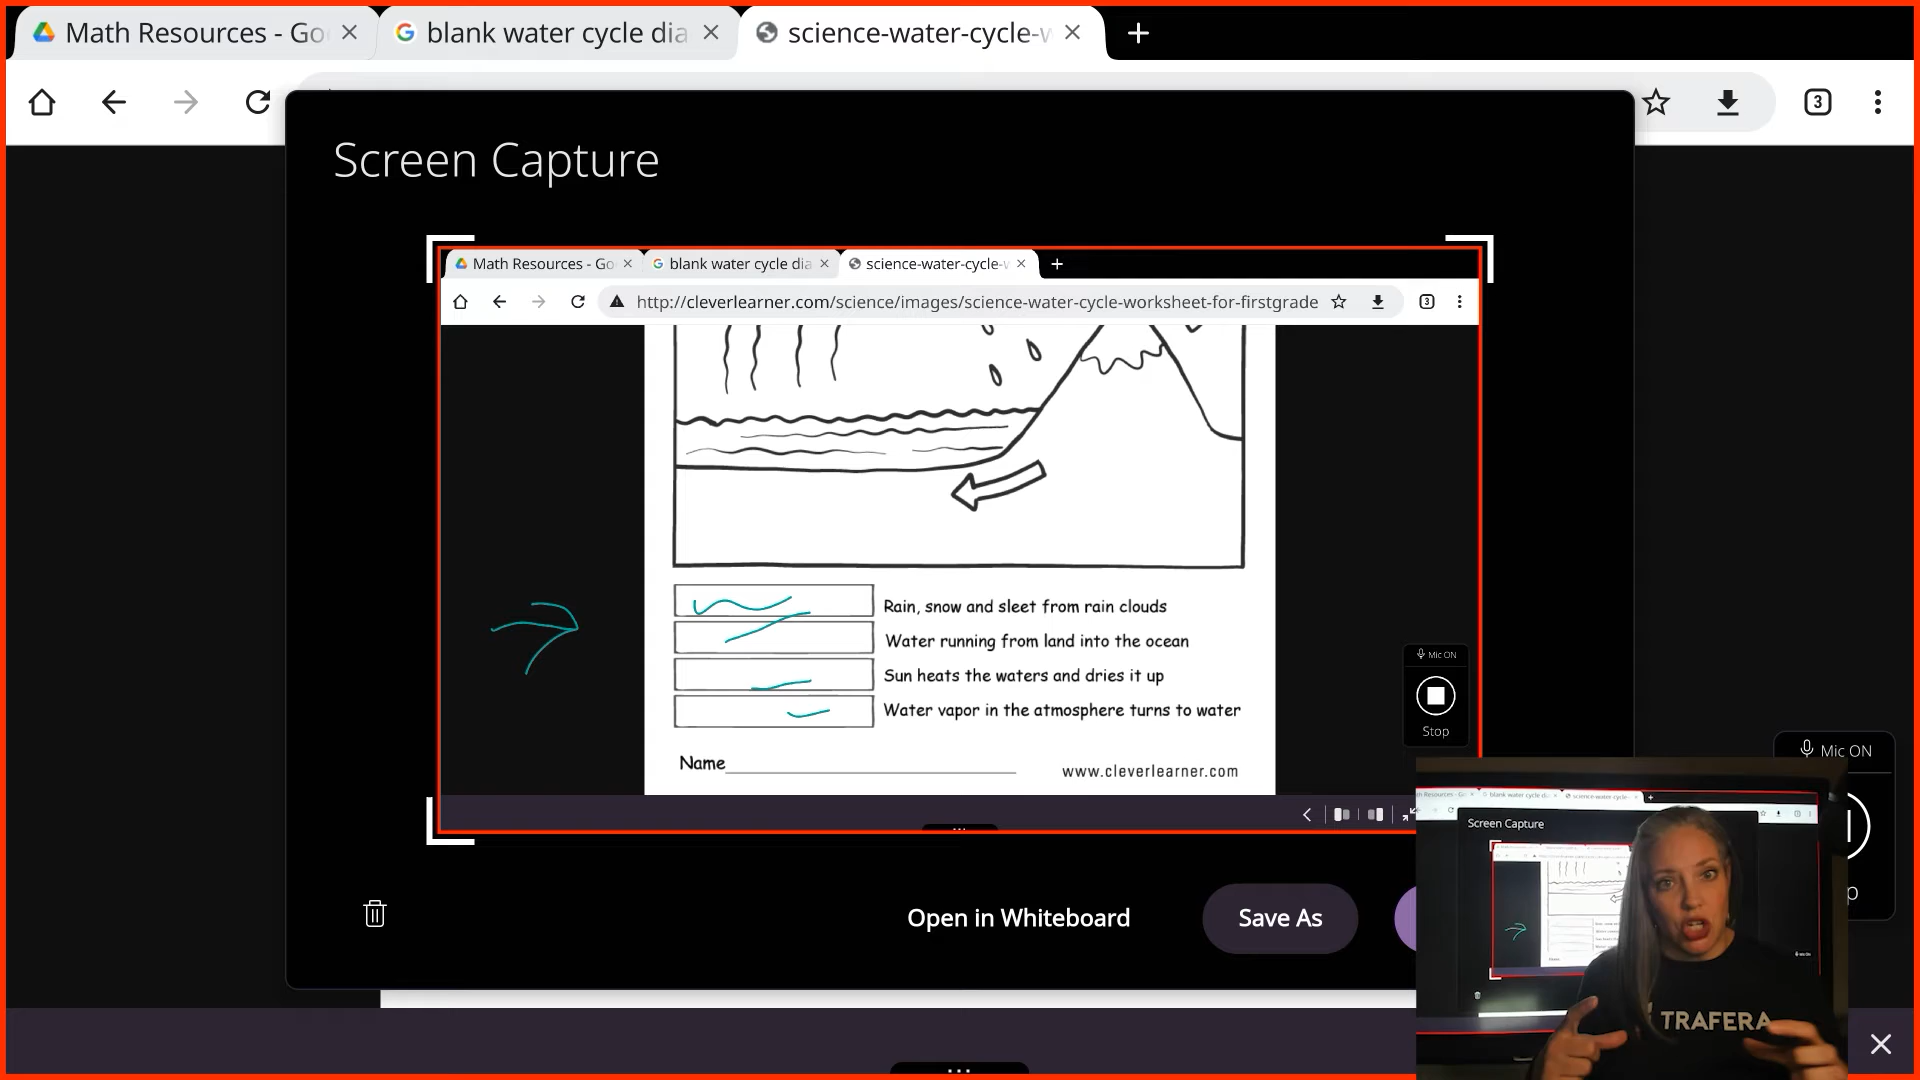 Math Resources - Go
blank water cycle dia
science-water-cycle-w
3
Screen Capture
Math Resources - Go
blank water cycle dia
science-water-cycle-w
http://cleverlearner.com/science/images/science-water-cycle-worksheet-for-firstgrade
3
Rain, snow and sleet from rain clouds
Water running from land into the ocean
Sun heats the waters and dries it up
Water vapor in the atmosphere turns to water
Name
www.cleverlearner.com
Mic ON
Stop
Mic ON
p
Open in Whiteboard
Save As
Screen Capture
TRAFERA